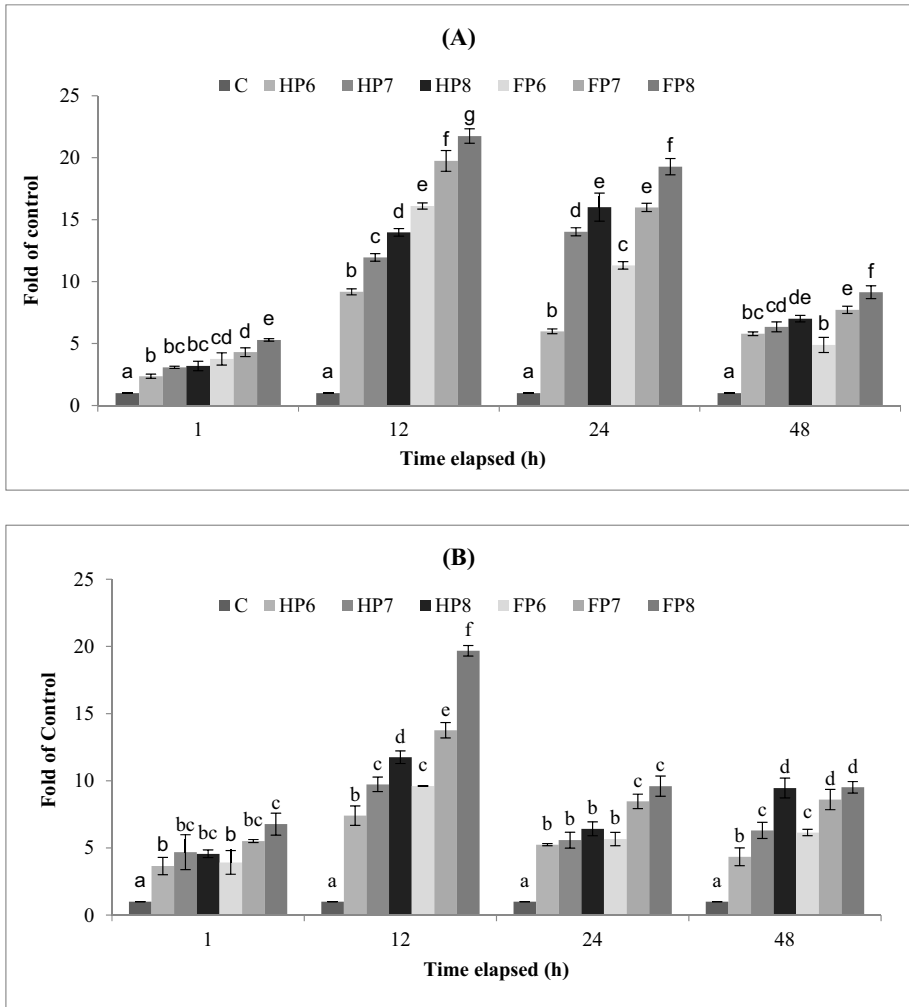 (A)
C HP6 HP7 HP8 FP6 FP7 FP8
25
20
15
10
5
0
Fold of control
a b bc bc cd d e
a b c d e f g
a b d e c e f
a bc cd de b e f
1 12 24 48
Time elapsed (h)
(B)
C HP6 HP7 HP8 FP6 FP7 FP8
25
20
15
10
5
0
Fold of Control
a b bc bc b bc c
a b c d c e f
a b b b b c c
a b c d c d d
1 12 24 48
Time elapsed (h)